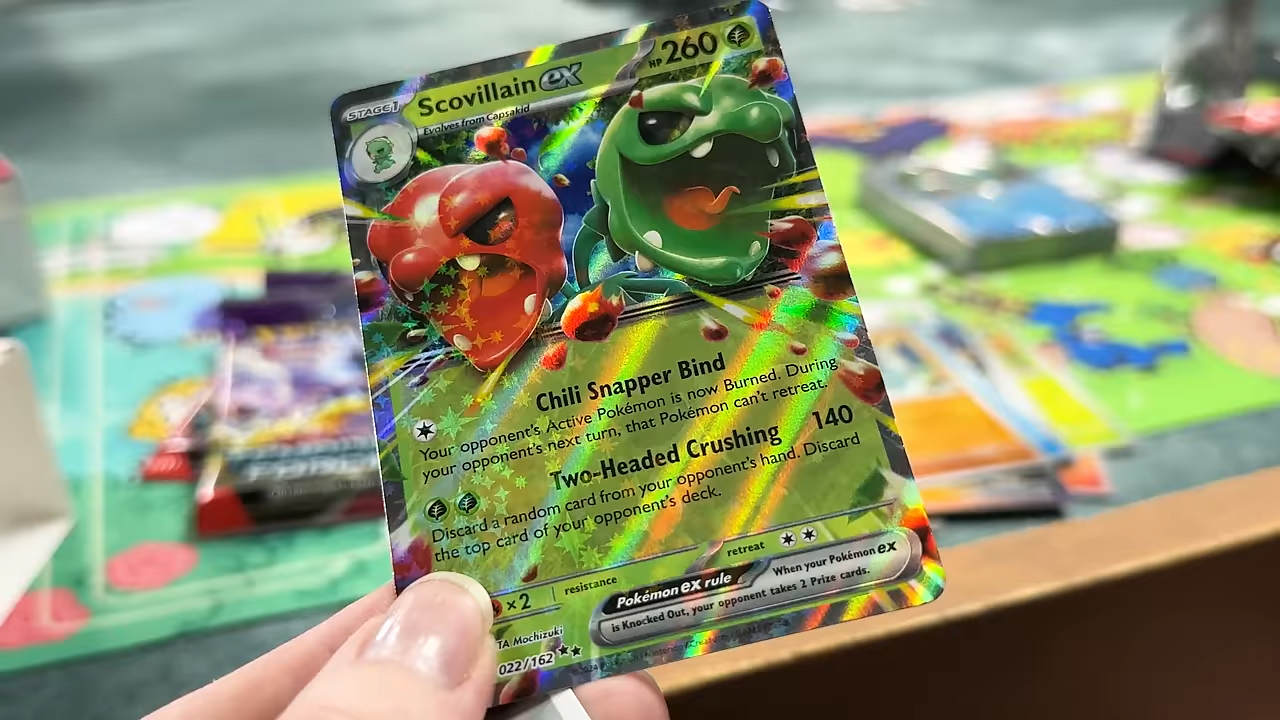 STAGE 1 Scovillain ex HP 260
Evolves from Capsakid
Chili Snapper Bind
Your opponent's Active Pokémon is now Burned. During
your opponent's next turn, that Pokémon can't retreat.
Two-Headed Crushing 140
Discard a random card from your opponent's hand. Discard
the top card of your opponent's deck.
×2 resistance retreat
Pokémon ex rule When your Pokémon ex
is Knocked Out, your opponent takes 2 Prize cards.
Mochizuki
022/162 ★★